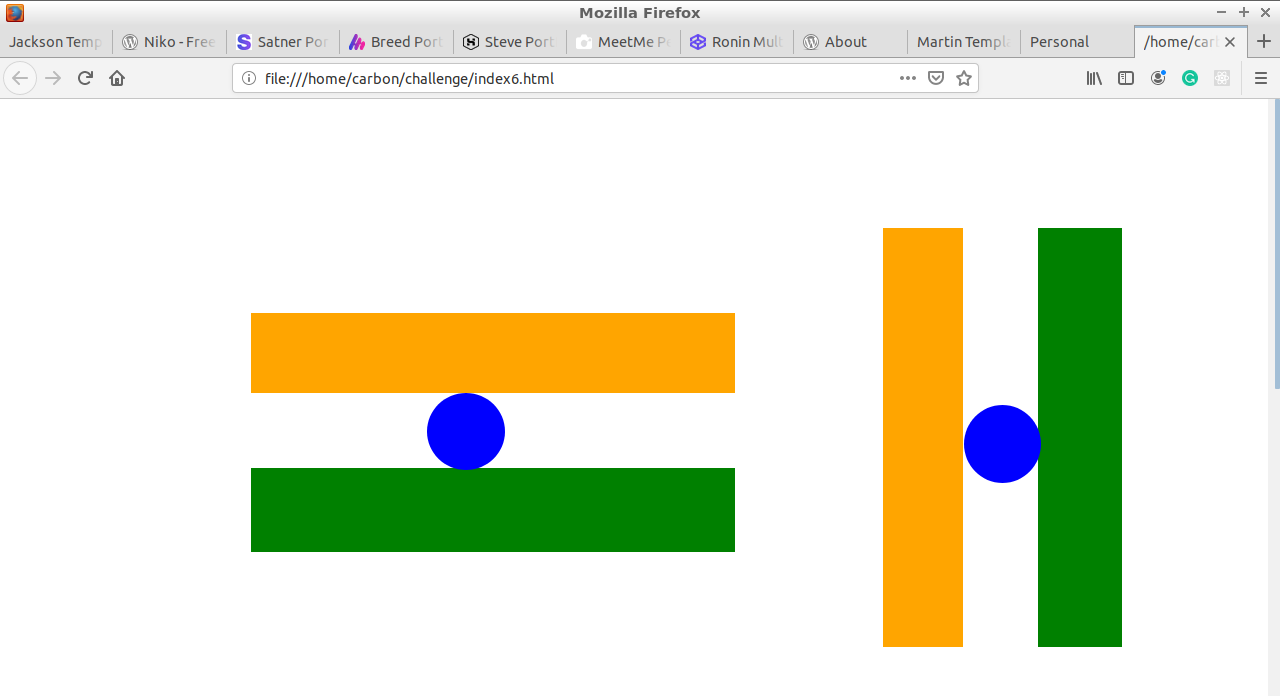 Mozilla Firefox
Jackson Temp Niko - Free Satner Por Breed Port Steve Port MeetMe P Ronin Mult About Martin Templa Personal /home/carl
file:///home/carbon/challenge/index6.html